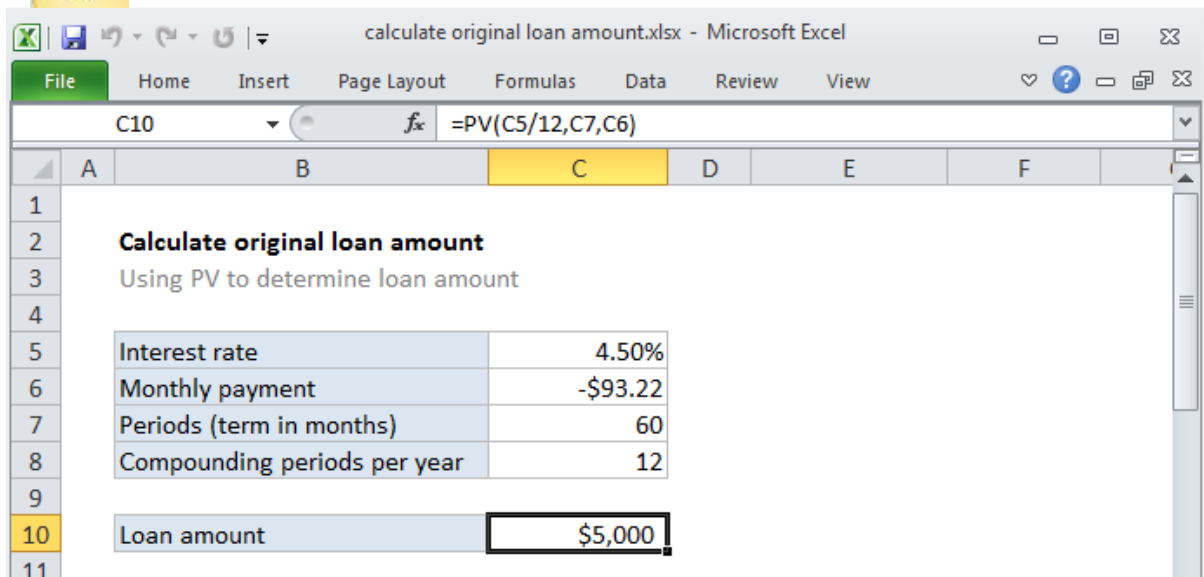 calculate original loan amount.xlsx - Microsoft Excel
File Home Insert Page Layout Formulas Data Review View
C10 fx =PV(C5/12,C7,C6)
A B C D E F
1
2 Calculate original loan amount
3 Using PV to determine loan amount
4
5 Interest rate 4.50%
6 Monthly payment -$93.22
7 Periods (term in months) 60
8 Compounding periods per year 12
9
10 Loan amount $5,000
11